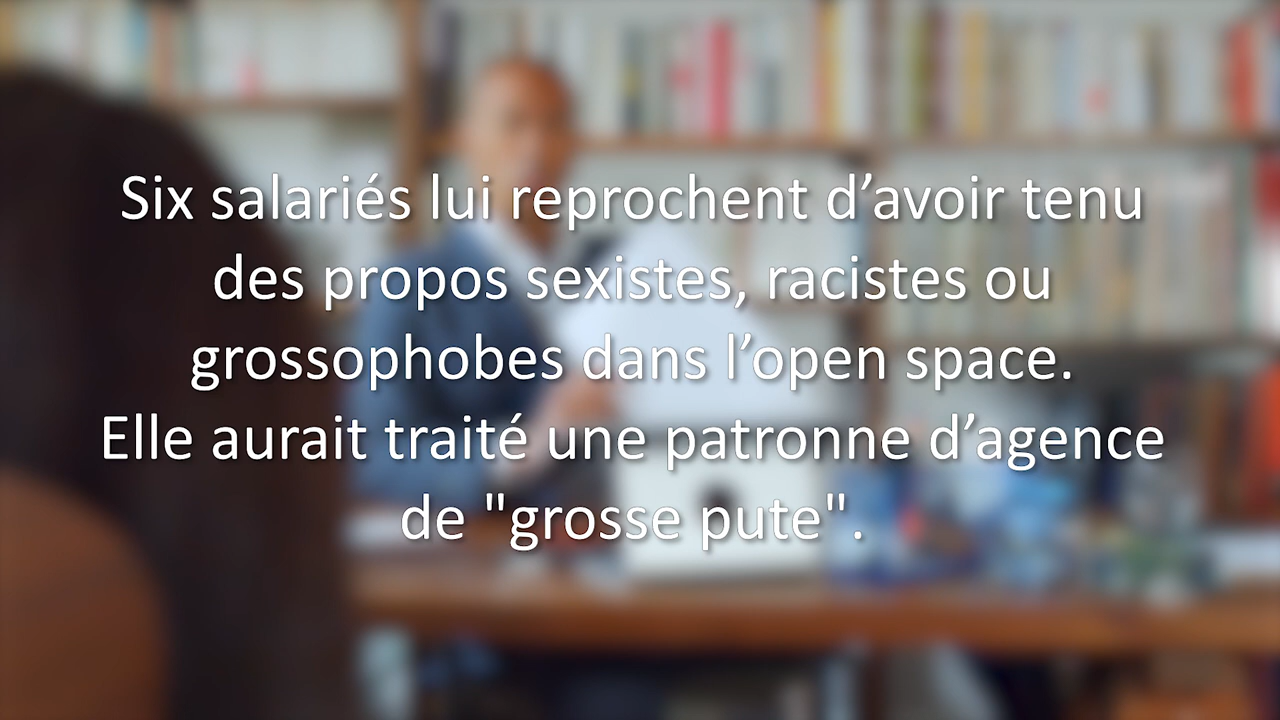 Six salariés lui reprochent d’avoir tenu
des propos sexistes, racistes ou
grossophobes dans l’open space.
Elle aurait traité une patronne d’agence
de "grosse pute".